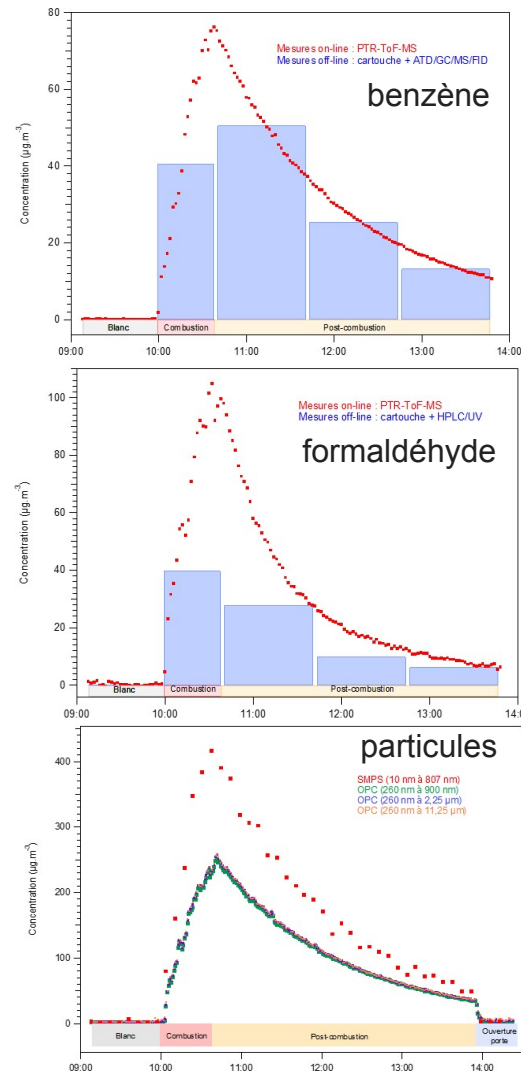 80
Mesures on-line : PTR-ToF-MS
Mesures off-line : cartouche + ATD/GC/MS/FID
benzène
60
Concentration (µg.m-3)
40
20
0
Blanc Combustion Post-combustion
09:00 10:00 11:00 12:00 13:00 14:00
100
Mesures on-line : PTR-ToF-MS
Mesures off-line : cartouche + HPLC/UV
formaldéhyde
80
Concentration (µg.m-3)
60
40
20
0
Blanc Combustion Post-combustion
09:00 10:00 11:00 12:00 13:00 14:00
particules
SMPS (10 nm à 807 nm)
OPC (260 nm à 900 nm)
OPC (260 nm à 2,25 µm)
OPC (260 nm à 11,25 µm)
400
300
Concentration (µg.m-3)
200
100
0
Blanc Combustion Post-combustion Ouverture
porte
09:00 10:00 11:00 12:00 13:00 14:00